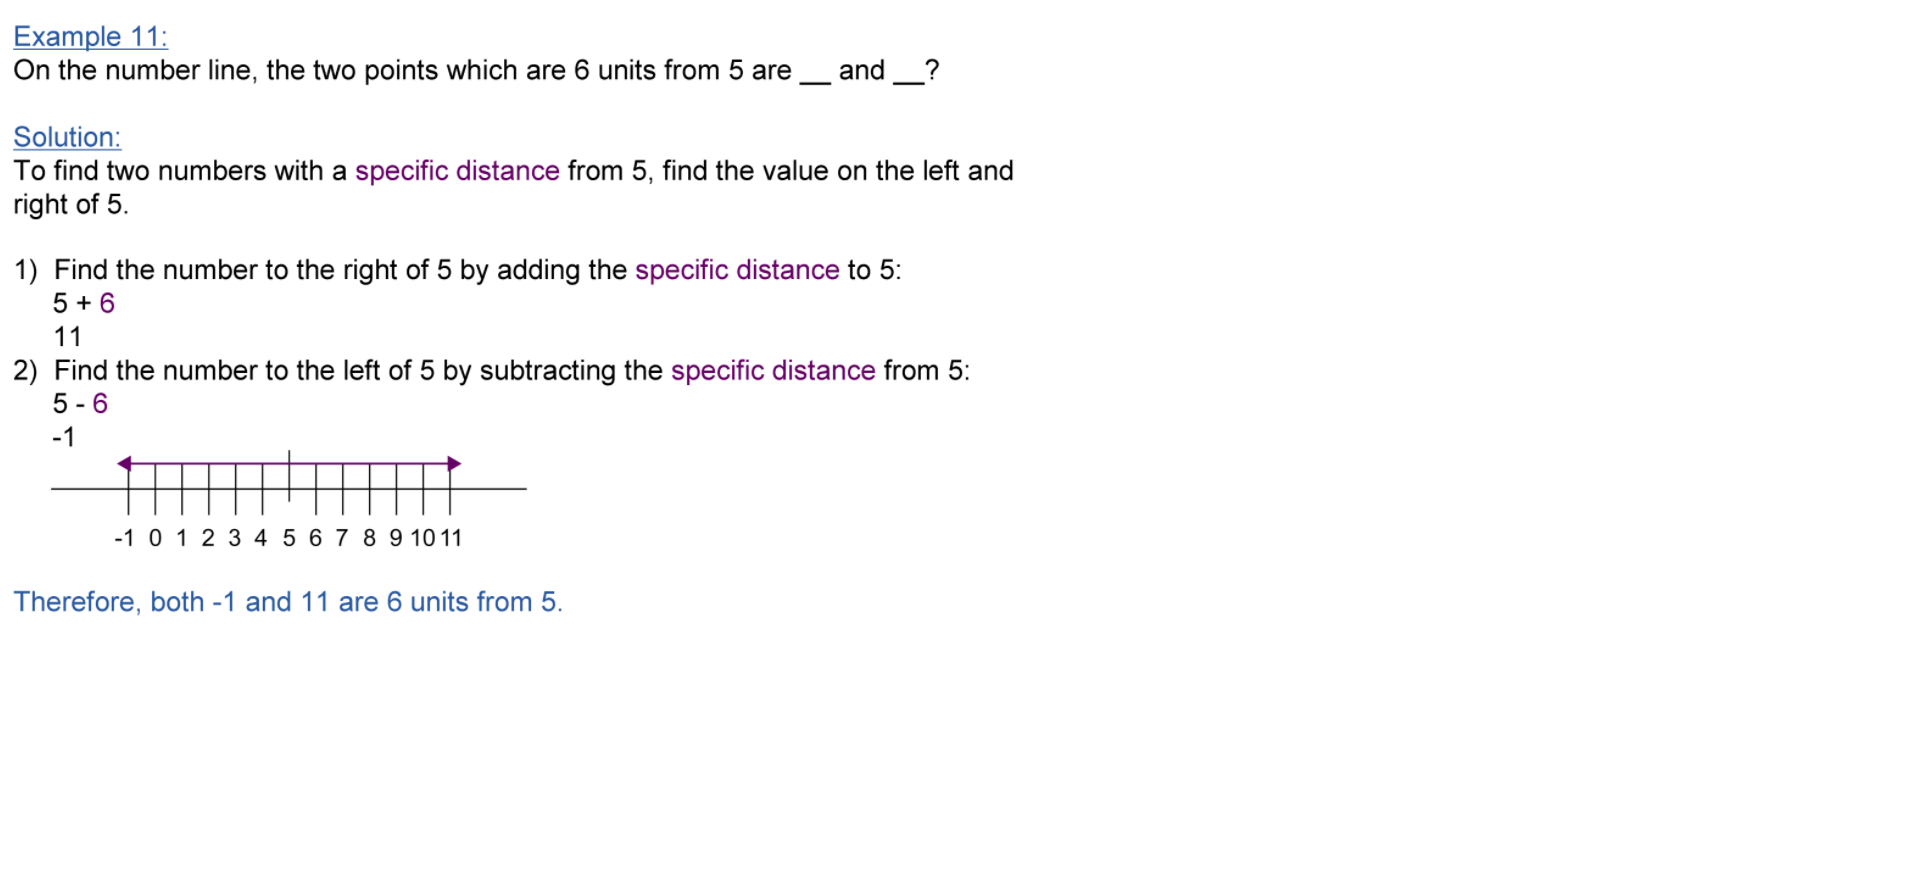 Example 11:
On the number line, the two points which are 6 units from 5 are __ and __?
Solution:
To find two numbers with a specific distance from 5, find the value on the left and
right of 5.
1) Find the number to the right of 5 by adding the specific distance to 5:
5 + 6
11
2) Find the number to the left of 5 by subtracting the specific distance from 5:
5 - 6
-1
-1 0 1 2 3 4 5 6 7 8 9 10 11
Therefore, both -1 and 11 are 6 units from 5.